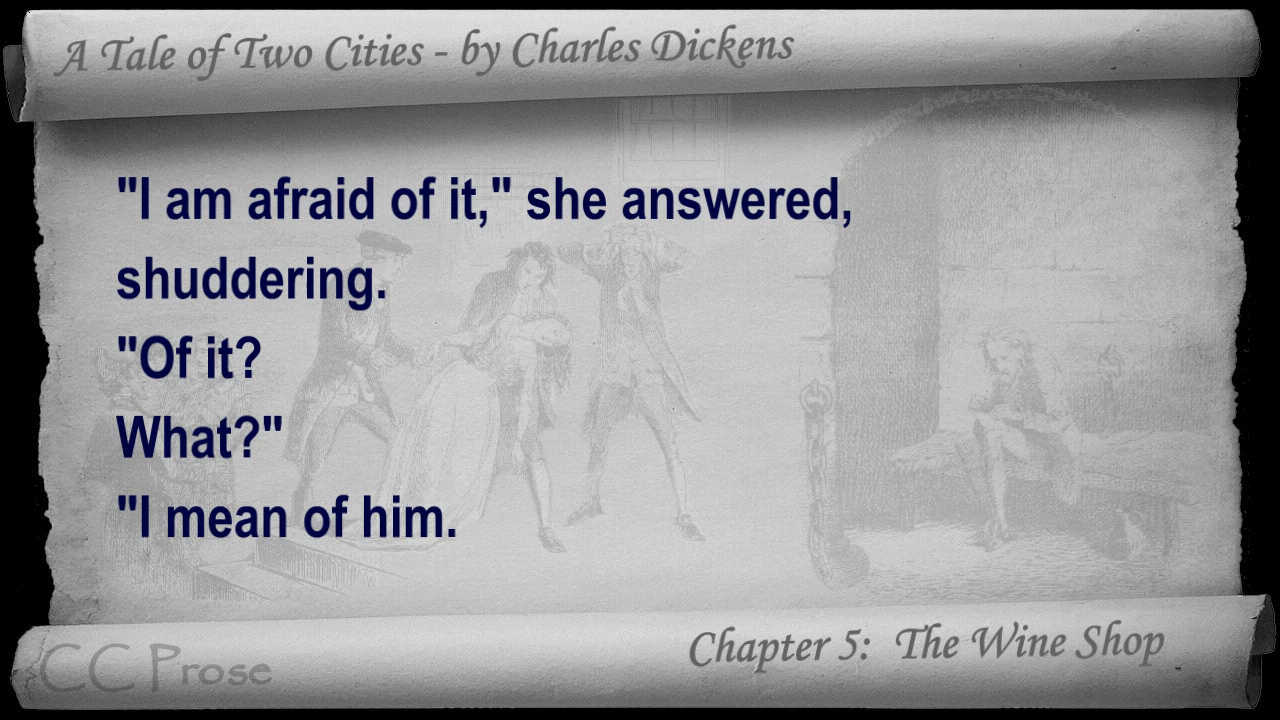 A Tale of Two Cities - by Charles Dickens
"I am afraid of it," she answered,
shuddering.
"Of it?
What?"
"I mean of him.
CC Prose
Chapter 5: The Wine Shop